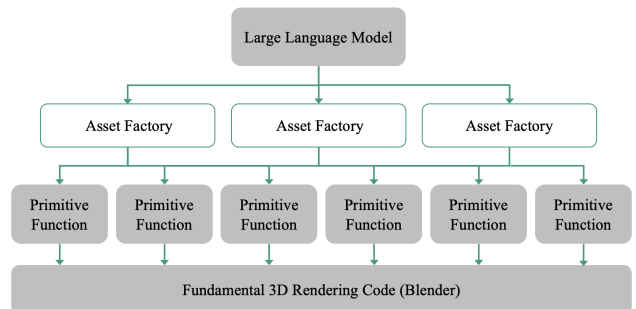 Large Language Model
Asset Factory
Asset Factory
Asset Factory
Primitive
Function
Primitive
Function
Primitive
Function
Primitive
Function
Primitive
Function
Primitive
Function
Fundamental 3D Rendering Code (Blender)